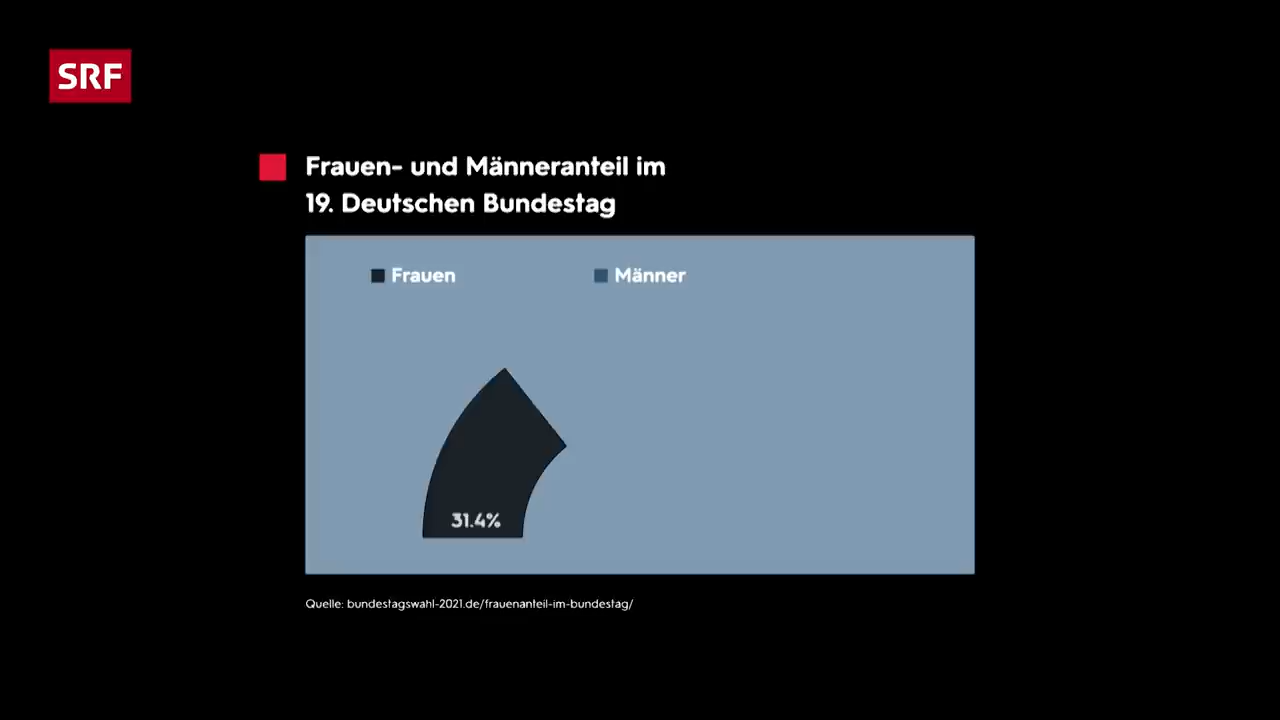 SRF
Frauen- und Männeranteil im
19. Deutschen Bundestag
Frauen
Männer
31.4%
Quelle: bundestagswahl-2021.de/frauenanteil-im-bundestag/